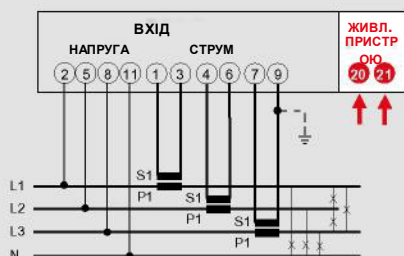 ВХІД
ЖИВЛ.
ПРИСТР
ОЮ
НАПРУГА СТРУМ
2 5 8 11 1 3 4 6 7 9 20 21
S1
L1
P1
S1
L2
P1
S1
L3
P1
N